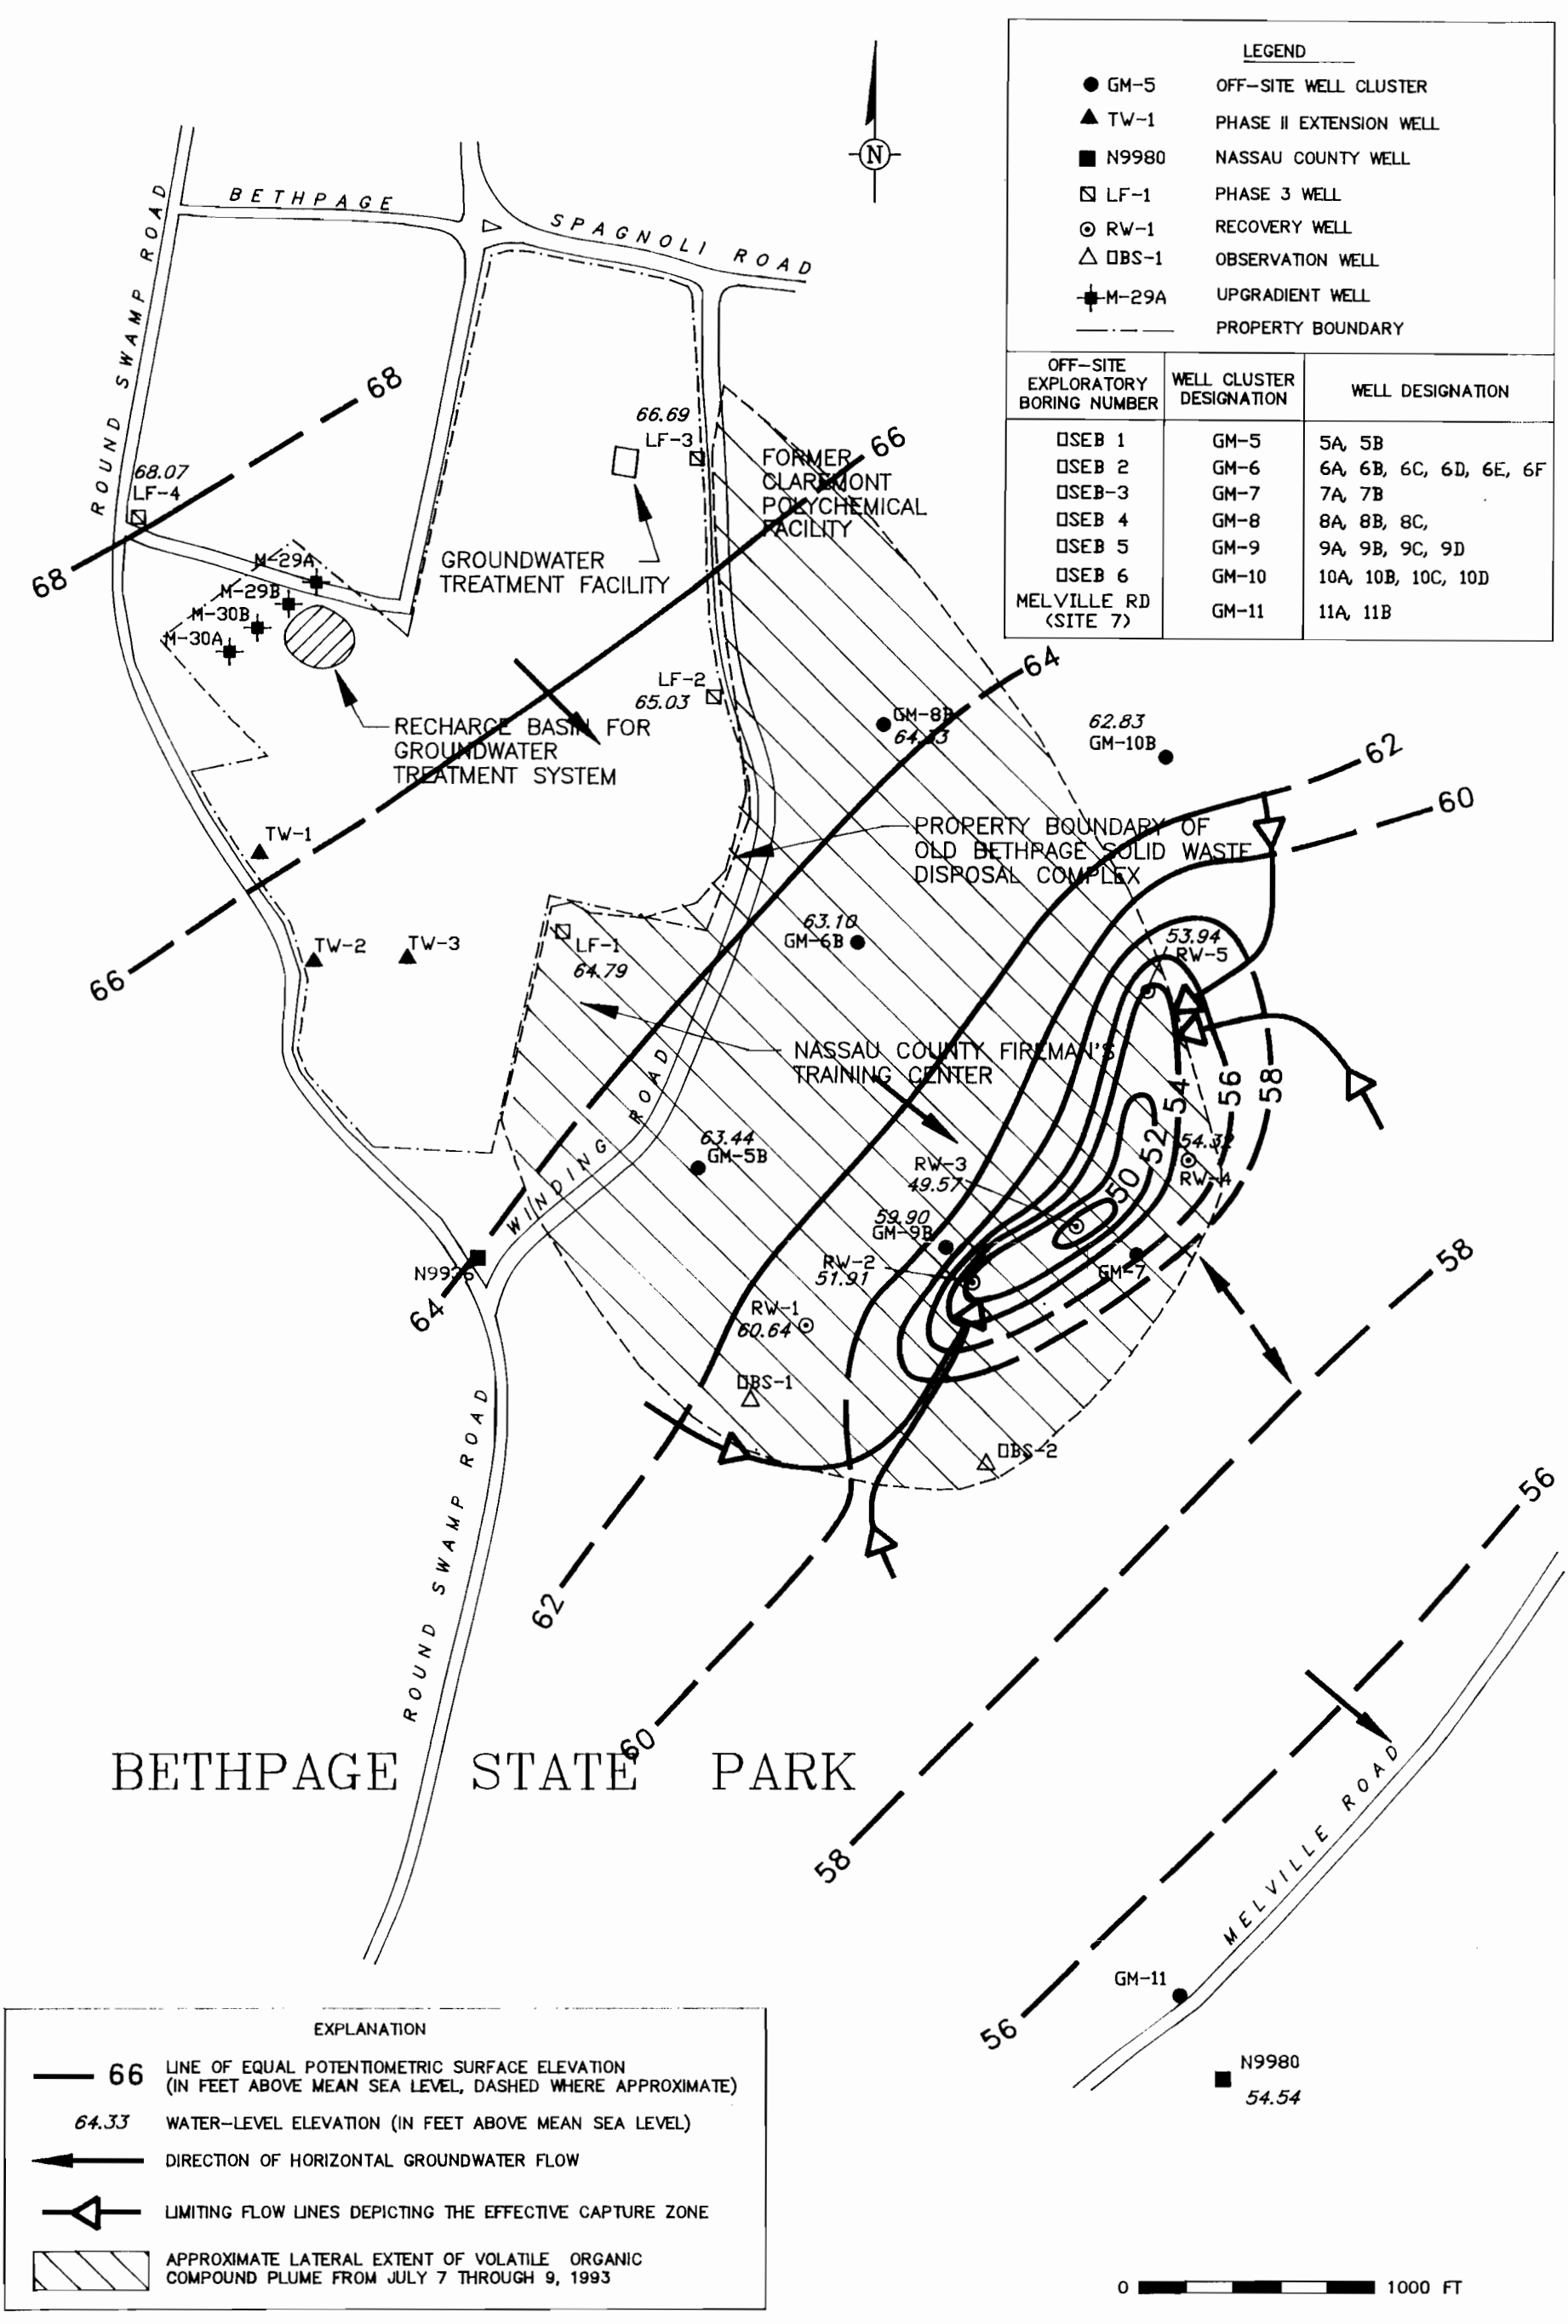 LEGEND
GM-5 OFF-SITE WELL CLUSTER
TW-1 PHASE II EXTENSION WELL
N9980 NASSAU COUNTY WELL
LF-1 PHASE 3 WELL
RW-1 RECOVERY WELL
OBS-1 OBSERVATION WELL
M-29A UPGRADIENT WELL
PROPERTY BOUNDARY
OFF-SITE EXPLORATORY BORING NUMBER WELL CLUSTER DESIGNATION WELL DESIGNATION
OSEB 1 GM-5 5A, 5B
OSEB 2 GM-6 6A, 6B, 6C, 6D, 6E, 6F
OSEB-3 GM-7 7A, 7B
OSEB 4 GM-8 8A, 8B, 8C,
OSEB 5 GM-9 9A, 9B, 9C, 9D
OSEB 6 GM-10 10A, 10B, 10C, 10D
MELVILLE RD (SITE 7) GM-11 11A, 11B
N
BETHPAGE
SPAGNOLI ROAD
ROUND SWAMP ROAD
68
66.69
LF-3
66
FORMER
CLAREMONT
POLYCHEMICAL
FACILITY
68.07
LF-4
68
GROUNDWATER
TREATMENT FACILITY
M-29A
M-29B
M-30B
M-30A
64
LF-2
65.03
GM-8B
64.33
62.83
GM-10B
RECHARGE BASIN FOR
GROUNDWATER
TREATMENT SYSTEM
62
60
TW-1
PROPERTY BOUNDARY OF
OLD BETHPAGE SOLID WASTE
DISPOSAL COMPLEX
63.10
GM-6B
53.94
RW-5
TW-2
TW-3
LF-1
64.79
66
NASSAU COUNTY FIREMAN'S
TRAINING CENTER
WINDING ROAD
54
56
58
52
50
63.44
GM-5B
54.32
RW-4
RW-3
49.57
59.90
GM-9B
RW-2
51.91
GM-7
58
64
RW-1
60.64
OBS-1
OBS-2
ROUND SWAMP ROAD
56
62
60
BETHPAGE STATE PARK
MELVILLE ROAD
58
GM-11
56
N9980
54.54
EXPLANATION
66 LINE OF EQUAL POTENTIOMETRIC SURFACE ELEVATION
(IN FEET ABOVE MEAN SEA LEVEL, DASHED WHERE APPROXIMATE)
64.33 WATER-LEVEL ELEVATION (IN FEET ABOVE MEAN SEA LEVEL)
DIRECTION OF HORIZONTAL GROUNDWATER FLOW
LIMITING FLOW LINES DEPICTING THE EFFECTIVE CAPTURE ZONE
APPROXIMATE LATERAL EXTENT OF VOLATILE ORGANIC
COMPOUND PLUME FROM JULY 7 THROUGH 9, 1993
0 1000 FT